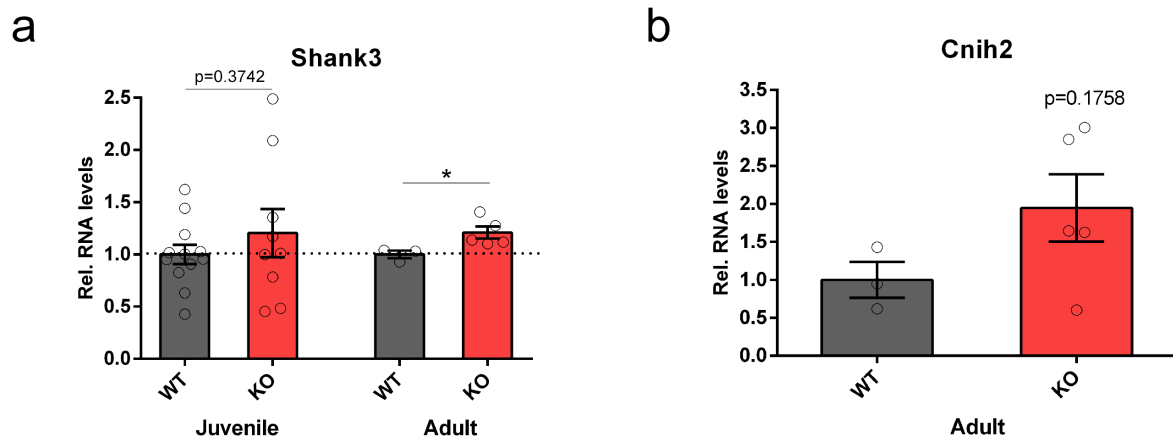 a
Shank3
p=0.3742
*
Rel. RNA levels
2.5
2.0
1.5
1.0
0.5
0.0
WT
KO
WT
KO
Juvenile
Adult
b
Cnih2
p=0.1758
Rel. RNA levels
3.5
3.0
2.5
2.0
1.5
1.0
0.5
0.0
WT
KO
Adult